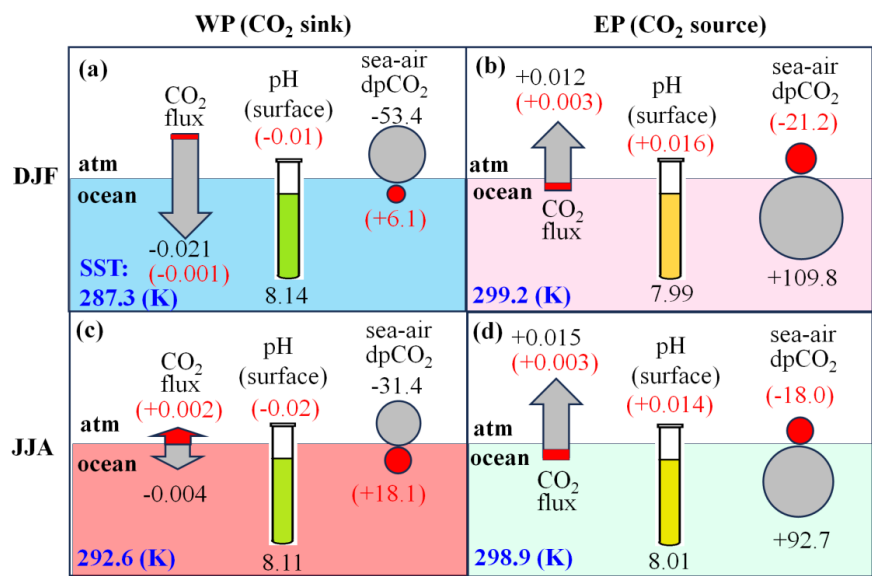 WP (CO₂ sink)
EP (CO₂ source)
DJF
(a)
CO₂
flux
pH
(surface)
(-0.01)
sea-air
dpCO₂
-53.4
atm
ocean
-0.021
(-0.001)
(+6.1)
SST:
287.3 (K)
8.14
(b)
+0.012
(+0.003)
pH
(surface)
(+0.016)
sea-air
dpCO₂
(-21.2)
atm
ocean
CO₂
flux
299.2 (K)
7.99
+109.8
JJA
(c)
CO₂
flux
(+0.002)
pH
(surface)
(-0.02)
sea-air
dpCO₂
-31.4
atm
ocean
-0.004
(+18.1)
292.6 (K)
8.11
(d)
+0.015
(+0.003)
pH
(surface)
(+0.014)
sea-air
dpCO₂
(-18.0)
atm
ocean
CO₂
flux
298.9 (K)
8.01
+92.7